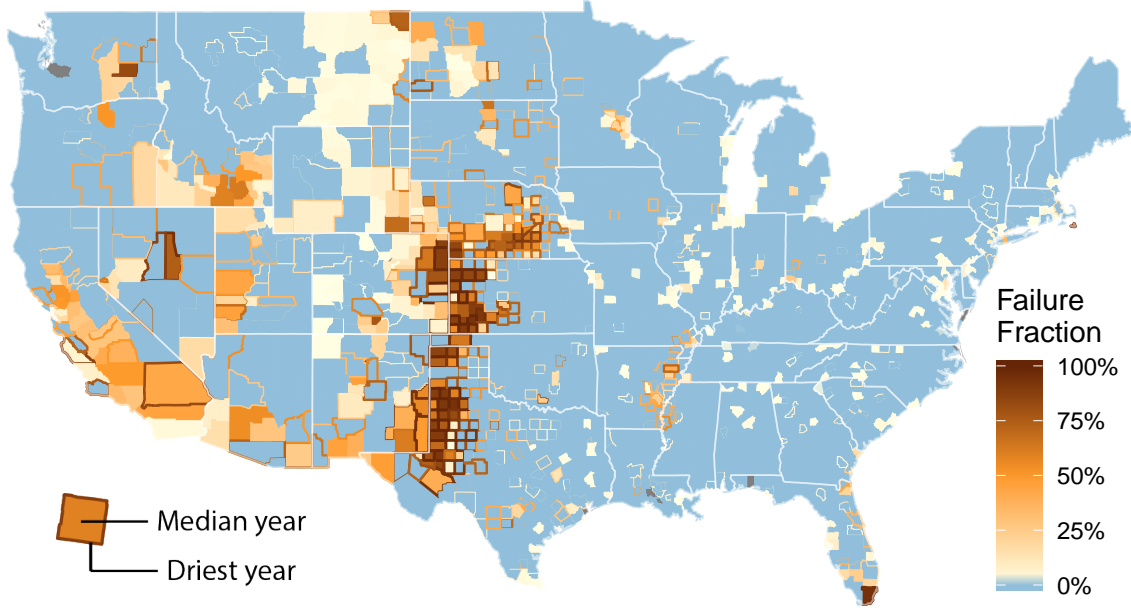 Failure
Fraction
100%
75%
50%
25%
0%
Median year
Driest year